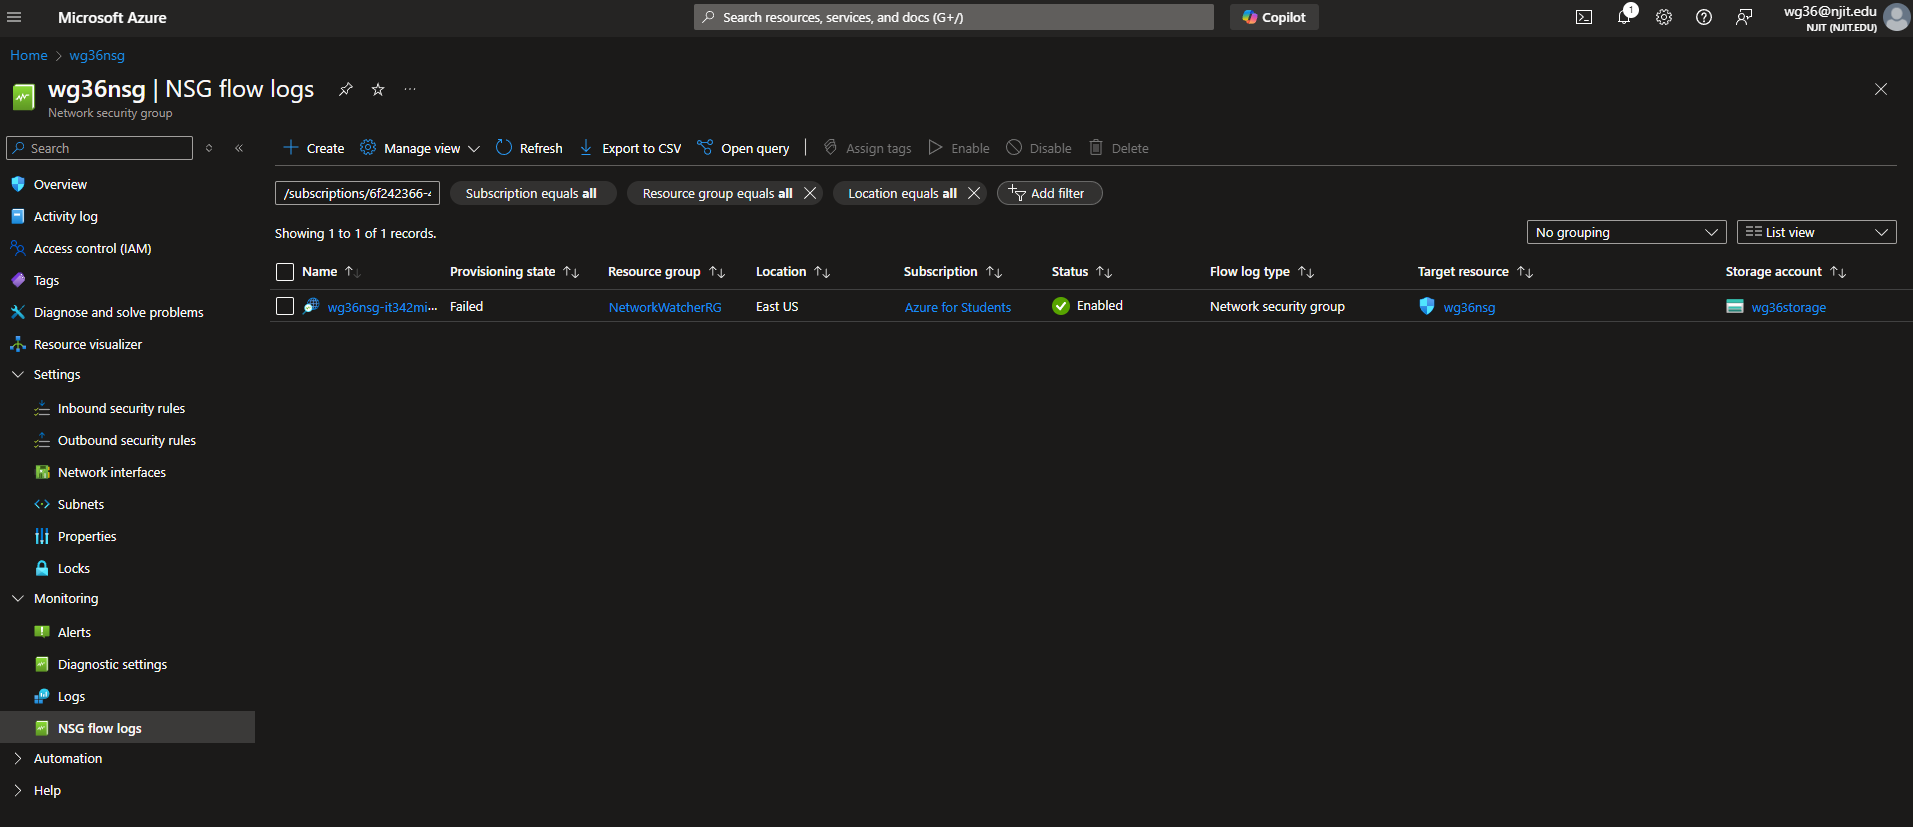 Microsoft Azure
Search resources, services, and docs (G+/)
Copilot
1
wg36@njit.edu
NJIT (NJIT.EDU)
Home > wg36nsg
wg36nsg | NSG flow logs
Network security group
Search
Overview
Activity log
Access control (IAM)
Tags
Diagnose and solve problems
Resource visualizer
Settings
Inbound security rules
Outbound security rules
Network interfaces
Subnets
Properties
Locks
Monitoring
Alerts
Diagnostic settings
Logs
NSG flow logs
Automation
Help
Create Manage view Refresh Export to CSV Open query Assign tags Enable Disable Delete
/subscriptions/6f242366-4 Subscription equals all Resource group equals all Location equals all Add filter
Showing 1 to 1 of 1 records.
No grouping List view
Name Provisioning state Resource group Location Subscription Status Flow log type Target resource Storage account
wg36nsg-it342mi... Failed NetworkWatcherRG East US Azure for Students Enabled Network security group wg36nsg wg36storage